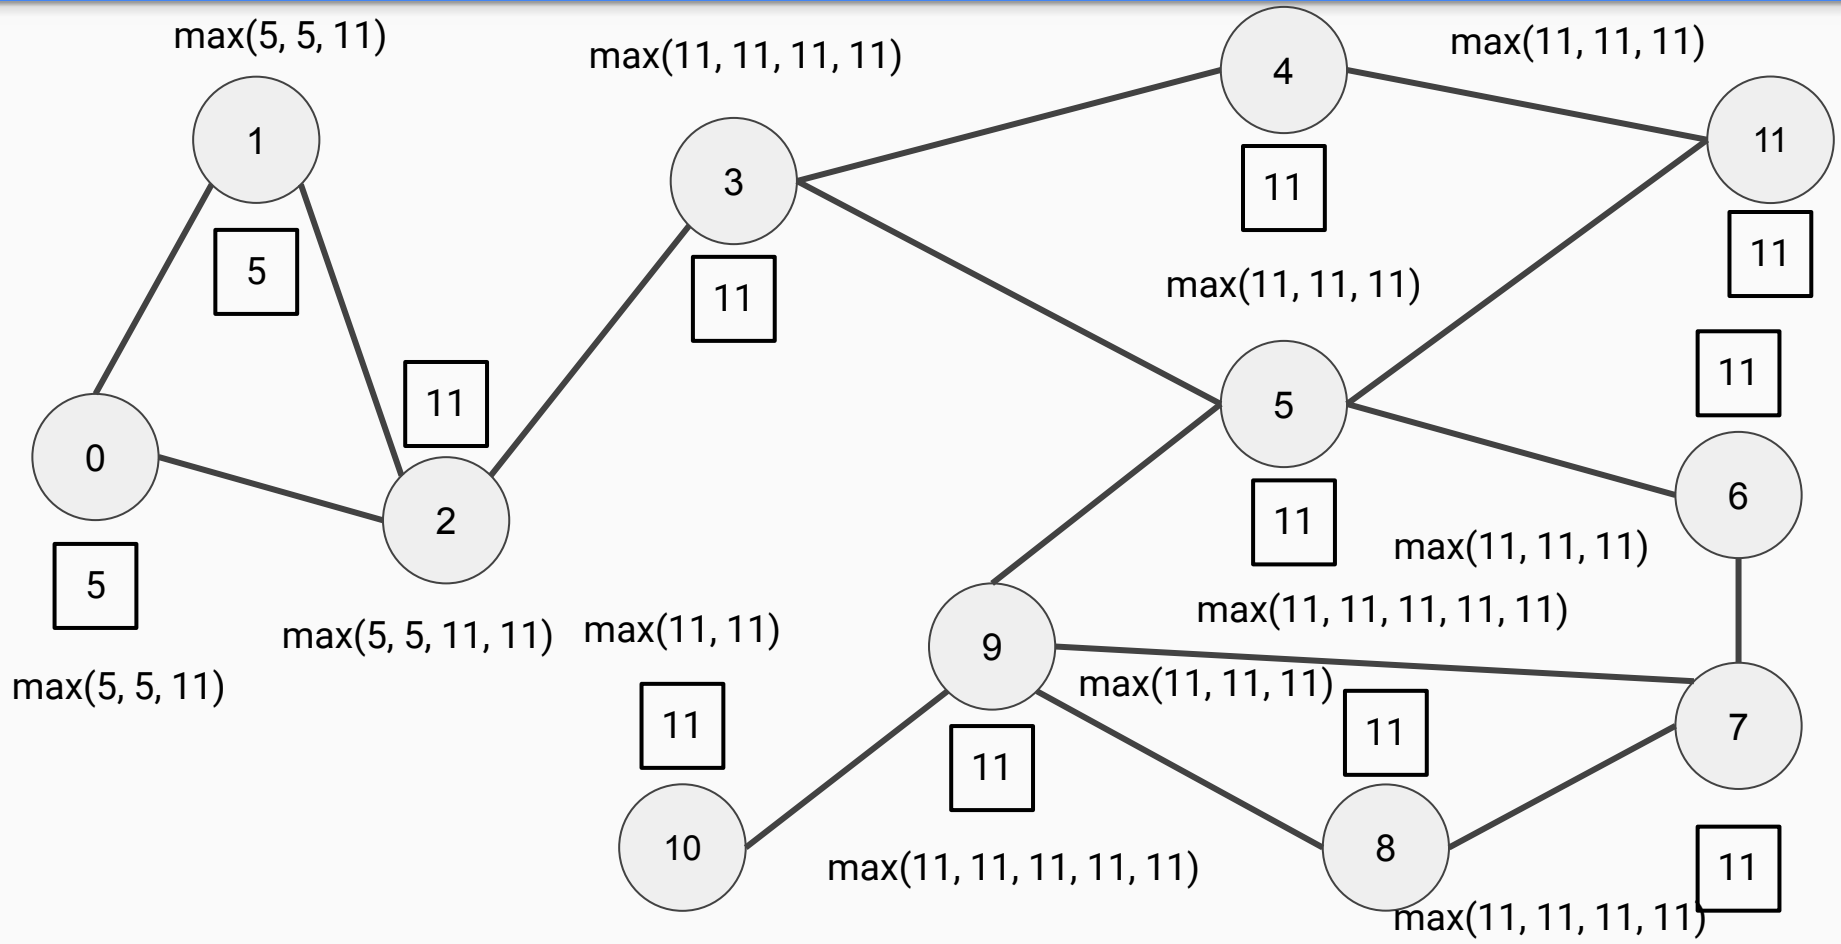 max(5, 5, 11)
max(11, 11, 11, 11)
4
max(11, 11, 11)
1
3
11
11
5
11
11
max(11, 11, 11)
11
11
11
5
0
2
11
6
5
max(11, 11, 11)
max(11, 11, 11, 11, 11)
max(5, 5, 11, 11)
max(11, 11)
9
max(5, 5, 11)
max(11, 11, 11)
11
11
7
11
10
8
max(11, 11, 11, 11, 11)
11
max(11, 11, 11, 11)